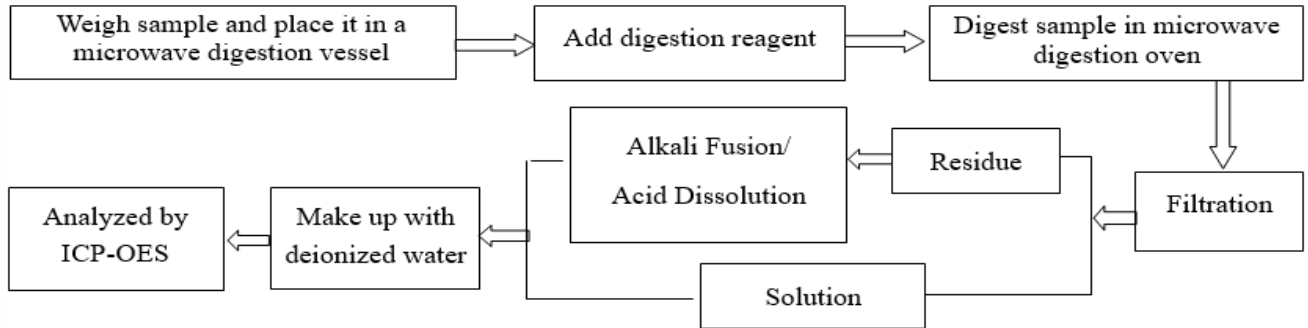 Weigh sample and place it in a
microwave digestion vessel
Add digestion reagent
Digest sample in microwave
digestion oven
Alkali Fusion/
Acid Dissolution
Residue
Filtration
Analyzed by
ICP-OES
Make up with
deionized water
Solution